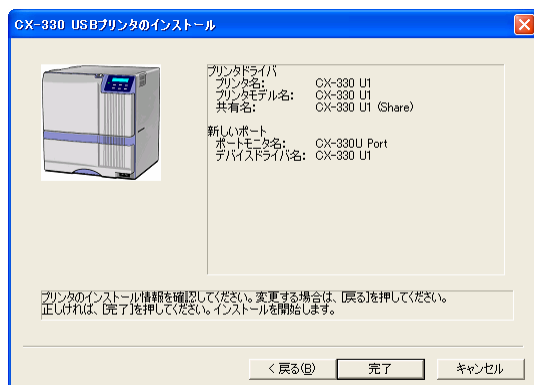 CX-330 USBプリンタのインストール
プリンタドライバ
プリンタ名: CX-330 U1
プリンタモデル名: CX-330 U1
共有名: CX-330 U1 (Share)
新しいポート
ポートモニタ名: CX-330U Port
デバイスドライバ名: CX-330 U1
プリンタのインストール情報を確認してください。変更する場合は、[戻る]を押してください。
正しければ、[完了]を押してください。インストールを開始します。
< 戻る(B) 完了 キャンセル